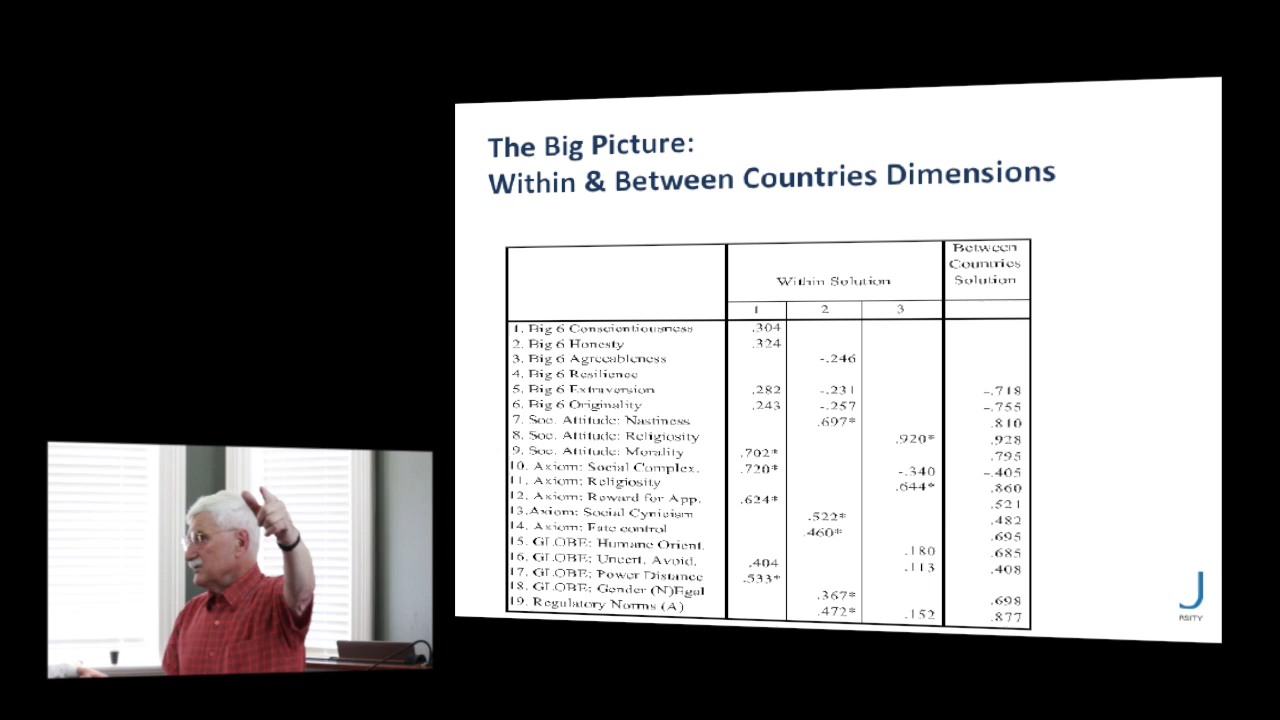 The Big Picture:
Within & Between Countries Dimensions
Within Solution
Between
Countries
Solution
1 2 3
1. Big 6 Conscientiousness .304
2. Big 6 Honesty .324
3. Big 6 Agreeableness -.246
4. Big 6 Resilience
5. Big 6 Extraversion .282 -.231 -.718
6. Big 6 Originality .243 -.257 -.755
7. Soc. Attitude: Nastiness .697* .810
8. Soc. Attitude: Religiosity .920* .928
9. Soc. Attitude: Morality .702* .795
10. Axiom: Social Complex. .720* -.340 -.405
11. Axiom: Religiosity .644* .860
12. Axiom: Reward for App. .624* .521
13.Axiom: Social Cynicism .522* .482
14. Axiom: Fate control .460* .695
15. GLOBE: Humane Orient. .180 .685
16. GLOBE: Uncert. Avoid. .404 .113 .408
17. GLOBE: Power Distance .533*
18. GLOBE: Gender (N)Egal .367* .698
19. Regulatory Norms (A) .472* .152 .877
J
RSITY